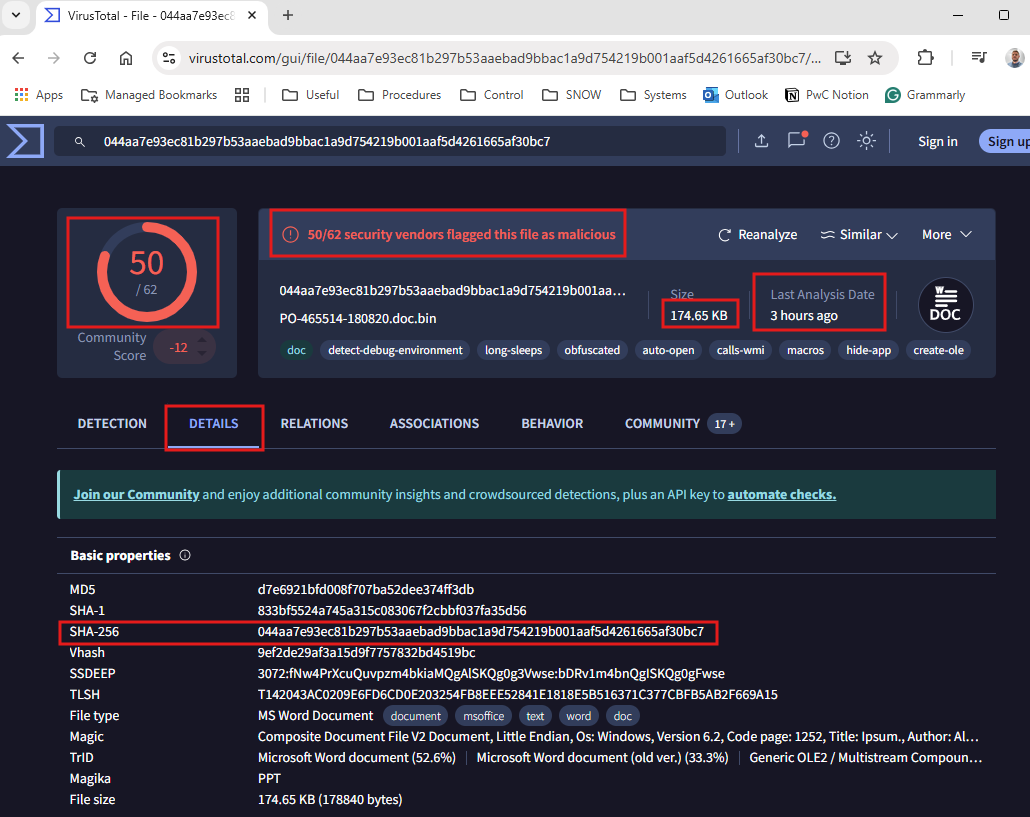 VirusTotal - File - 044aa7e93ec8
virustotal.com/gui/file/044aa7e93ec81b297b53aaebad9bbac1a9d754219b001aaf5d4261665af30bc7/...
Apps Managed Bookmarks Useful Procedures Control SNOW Systems Outlook PwC Notion Grammarly
044aa7e93ec81b297b53aaebad9bbac1a9d754219b001aaf5d4261665af30bc7 Sign in Sign up
50
/ 62
Community
Score
-12
50/62 security vendors flagged this file as malicious Reanalyze Similar More
044aa7e93ec81b297b53aaebad9bbac1a9d754219b001aa...
PO-465514-180820.doc.bin
Size
174.65 KB
Last Analysis Date
3 hours ago
W
DOC
doc detect-debug-environment long-sleeps obfuscated auto-open calls-wmi macros hide-app create-ole
DETECTION DETAILS RELATIONS ASSOCIATIONS BEHAVIOR COMMUNITY 17 +
Join our Community and enjoy additional community insights and crowdsourced detections, plus an API key to automate checks.
Basic properties
MD5 d7e6921bfd008f707ba52dee374ff3db
SHA-1 833bf5524a745a315c083067f2cbbf037fa35d56
SHA-256 044aa7e93ec81b297b53aaebad9bbac1a9d754219b001aaf5d4261665af30bc7
Vhash 9ef2de29af3a15d9f7757832bd4519bc
SSDEEP 3072:fNw4PrXcuQuvpzm4bkiaMQgAlSKQg0g3Vwse:bDRv1m4bnQgISKQg0gFwse
TLSH T142043AC0209E6FD6CD0E203254FB8EEE52841E1818E5B516371C377CBFB5AB2F669A15
File type MS Word Document document msoffice text word doc
Magic Composite Document File V2 Document, Little Endian, Os: Windows, Version 6.2, Code page: 1252, Title: Ipsum., Author: Al...
TrID Microsoft Word document (52.6%) Microsoft Word document (old ver.) (33.3%) Generic OLE2 / Multistream Compoun...
Magika PPT
File size 174.65 KB (178840 bytes)